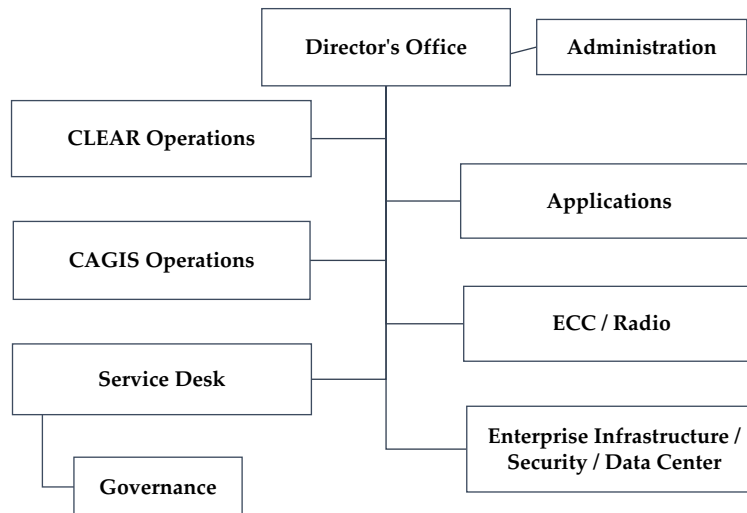 Director's Office
Administration
CLEAR Operations
Applications
CAGIS Operations
ECC / Radio
Service Desk
Enterprise Infrastructure /
Security / Data Center
Governance